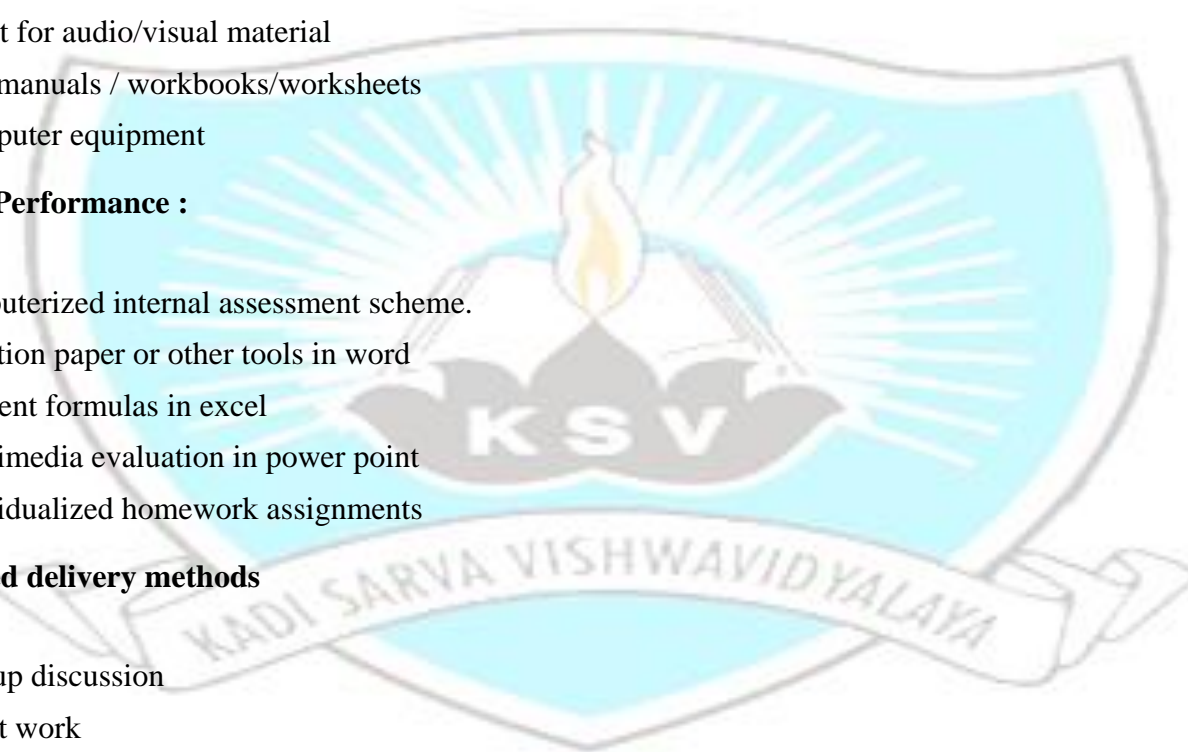 t for audio/visual material
manuals / workbooks/worksheets
puter equipment
Performance :
uterized internal assessment scheme.
tion paper or other tools in word
ent formulas in excel
KSV
imedia evaluation in power point
idualized homework assignments
KADI SARVA VISHWAVIDYALAYA
d delivery methods
up discussion
t work